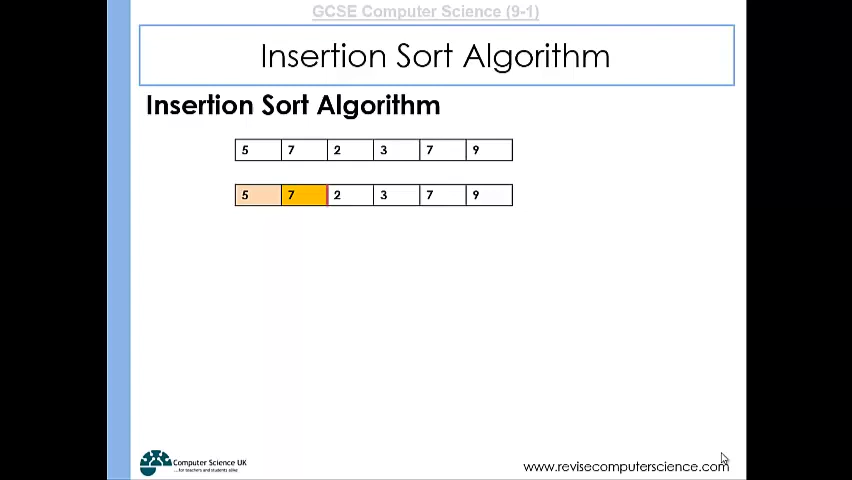 GCSE Computer Science (9-1)
Insertion Sort Algorithm
Insertion Sort Algorithm
5 7 2 3 7 9
5 7 2 3 7 9
Computer Science UK
...for teachers and students alike
www.revisecomputerscience.com